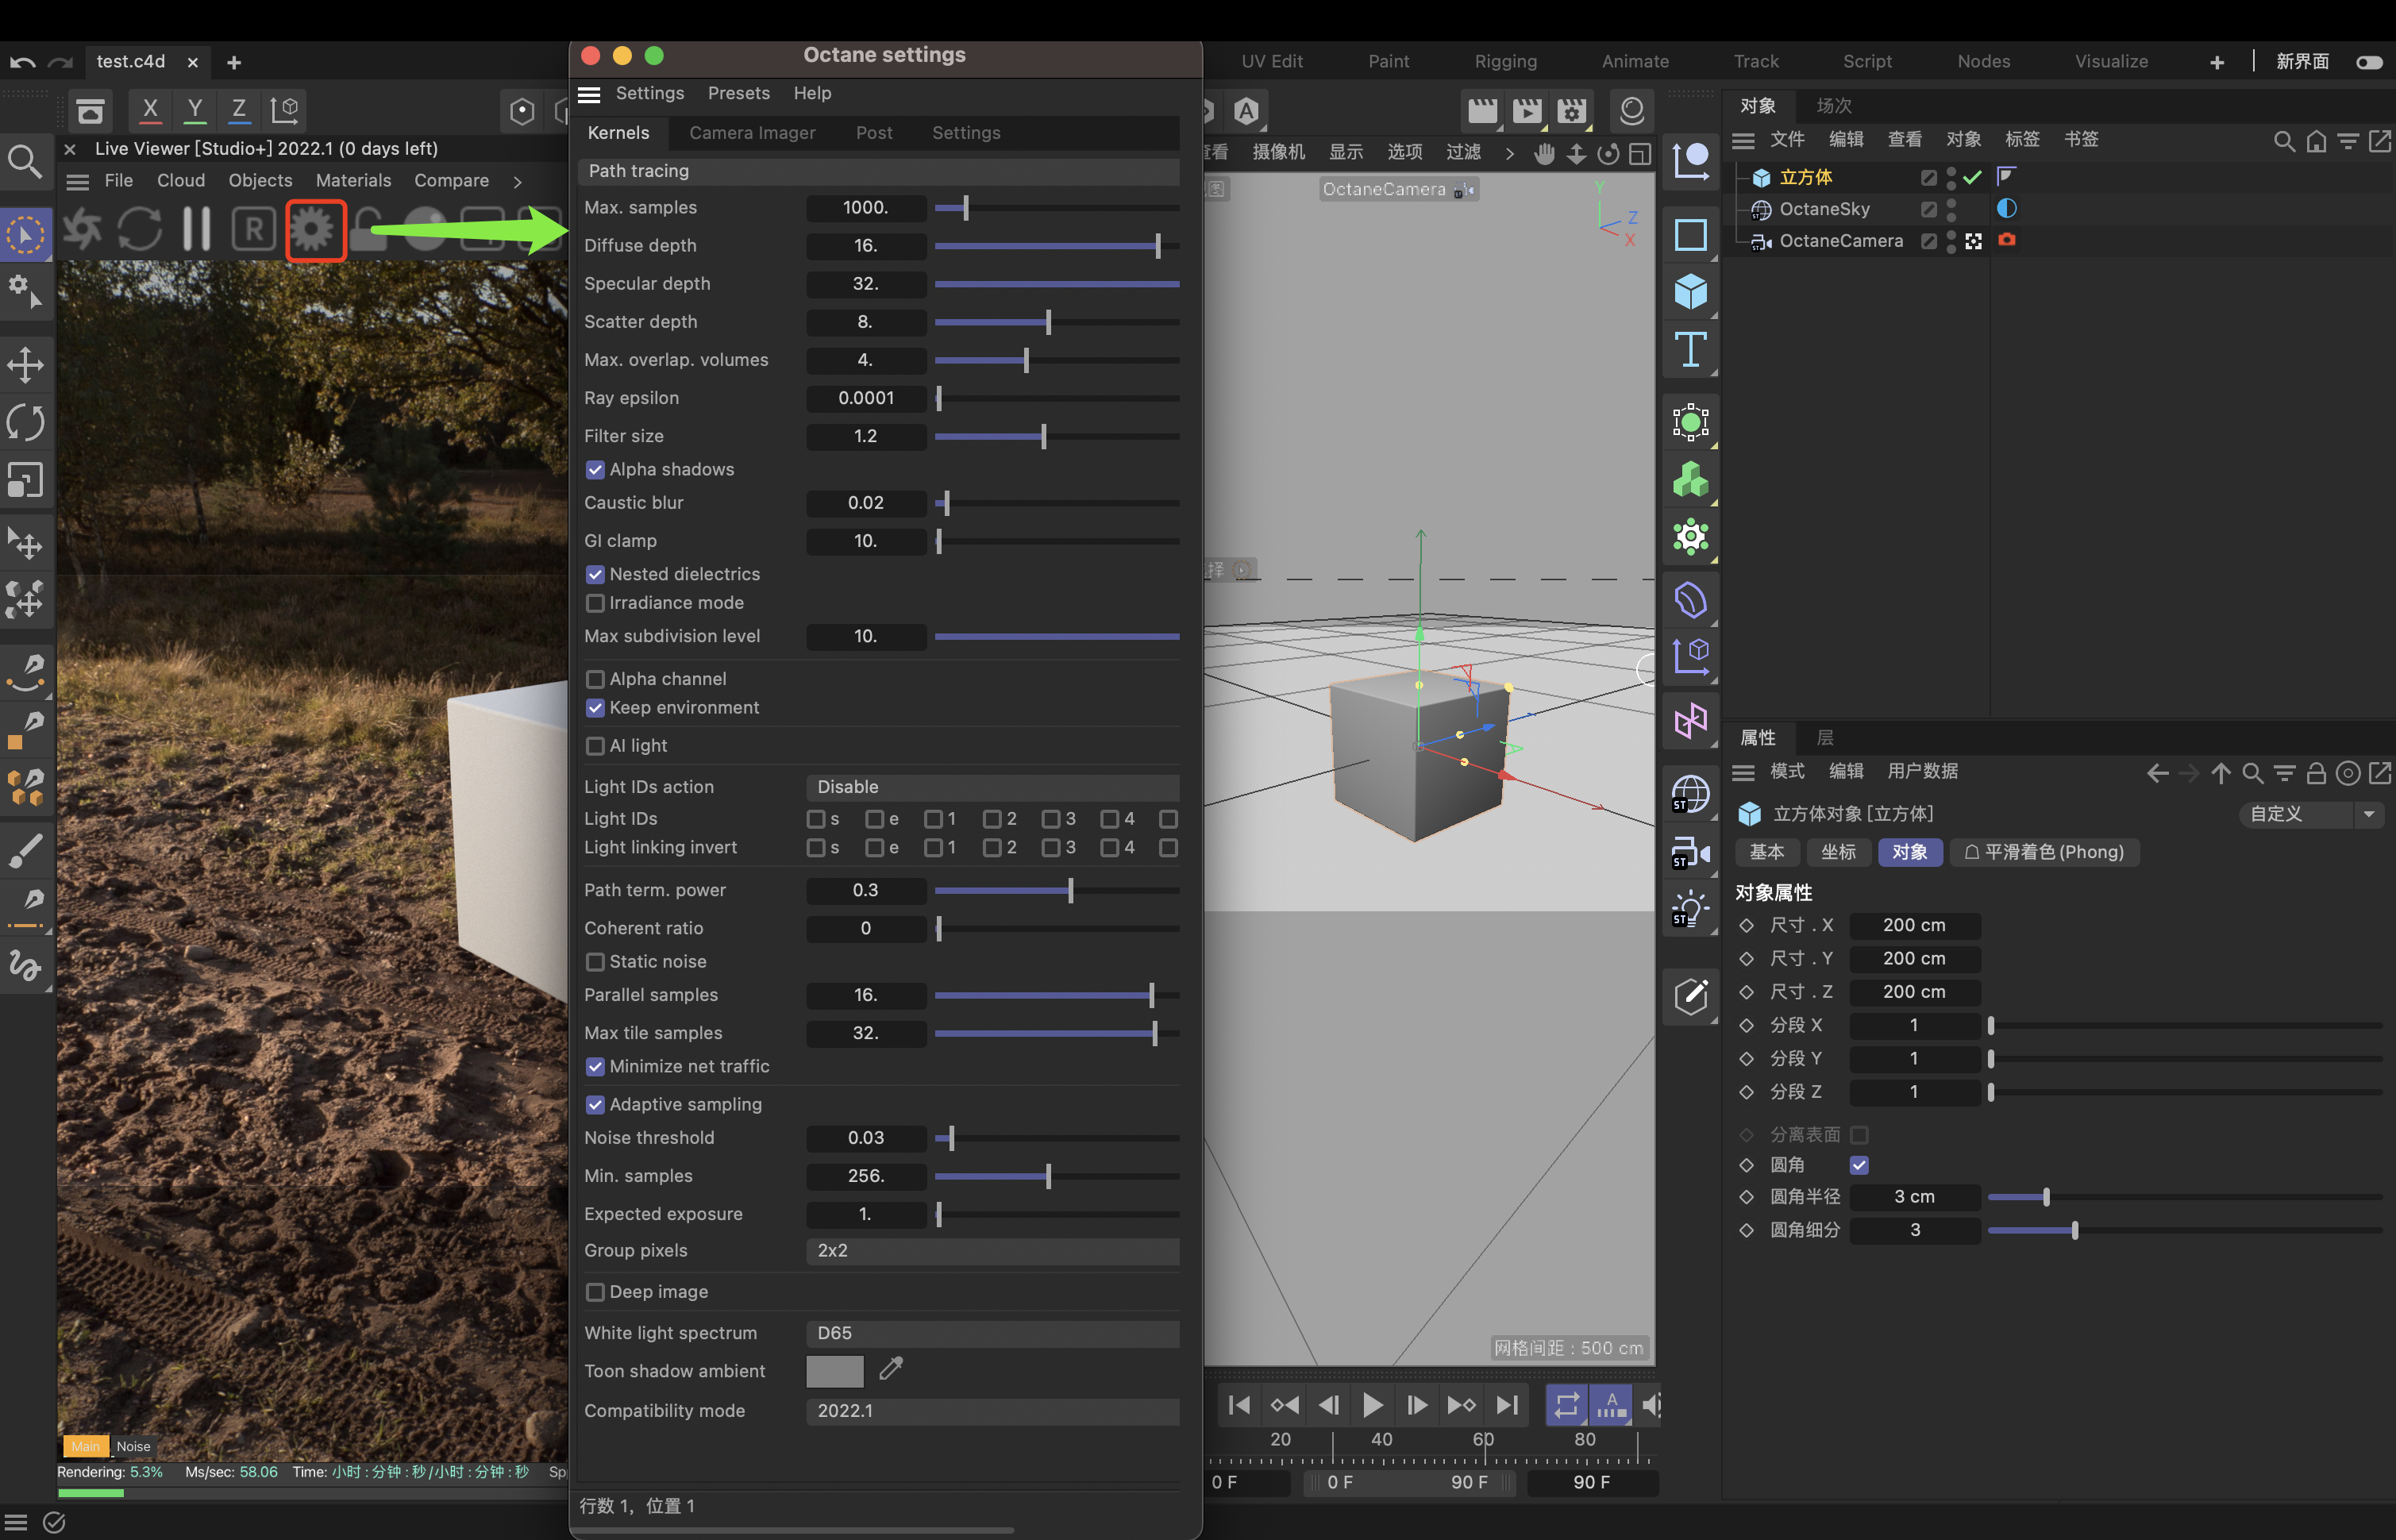 test.c4d
UV Edit
Paint
Rigging
Animate
Track
Script
Nodes
Visualize
新界面
X
Y
Z
Live Viewer [Studio+] 2022.1 (0 days left)
File
Cloud
Objects
Materials
Compare
R
Octane settings
Settings
Presets
Help
Kernels
Camera Imager
Post
Settings
Path tracing
Max. samples 1000.
Diffuse depth 16.
Specular depth 32.
Scatter depth 8.
Max. overlap. volumes 4.
Ray epsilon 0.0001
Filter size 1.2
Alpha shadows
Caustic blur 0.02
GI clamp 10.
Nested dielectrics
Irradiance mode
Max subdivision level 10.
Alpha channel
Keep environment
AI light
Light IDs action Disable
Light IDs s e 1 2 3 4
Light linking invert s e 1 2 3 4
Path term. power 0.3
Coherent ratio 0
Static noise
Parallel samples 16.
Max tile samples 32.
Minimize net traffic
Adaptive sampling
Noise threshold 0.03
Min. samples 256.
Expected exposure 1.
Group pixels 2x2
Deep image
White light spectrum D65
Toon shadow ambient
Compatibility mode 2022.1
行数 1，位置 1
Main
Noise
Rendering: 5.3% Ms/sec: 58.06 Time: 小时 : 分钟 : 秒/小时 : 分钟 : 秒
A
看
摄像机
显示
选项
过滤
OctaneCamera
Y
Z
X
择
网格间距 : 500 cm
A
20 40 60 80
0 F
0 F
90 F
90 F
T
ST
ST
ST
对象
场次
文件
编辑
查看
对象
标签
书签
立方体
OctaneSky
OctaneCamera
属性
层
模式
编辑
用户数据
立方体对象 [立方体]
自定义
基本
坐标
对象
平滑着色(Phong)
对象属性
尺寸 . X 200 cm
尺寸 . Y 200 cm
尺寸 . Z 200 cm
分段 X 1
分段 Y 1
分段 Z 1
分离表面
圆角
圆角半径 3 cm
圆角细分 3